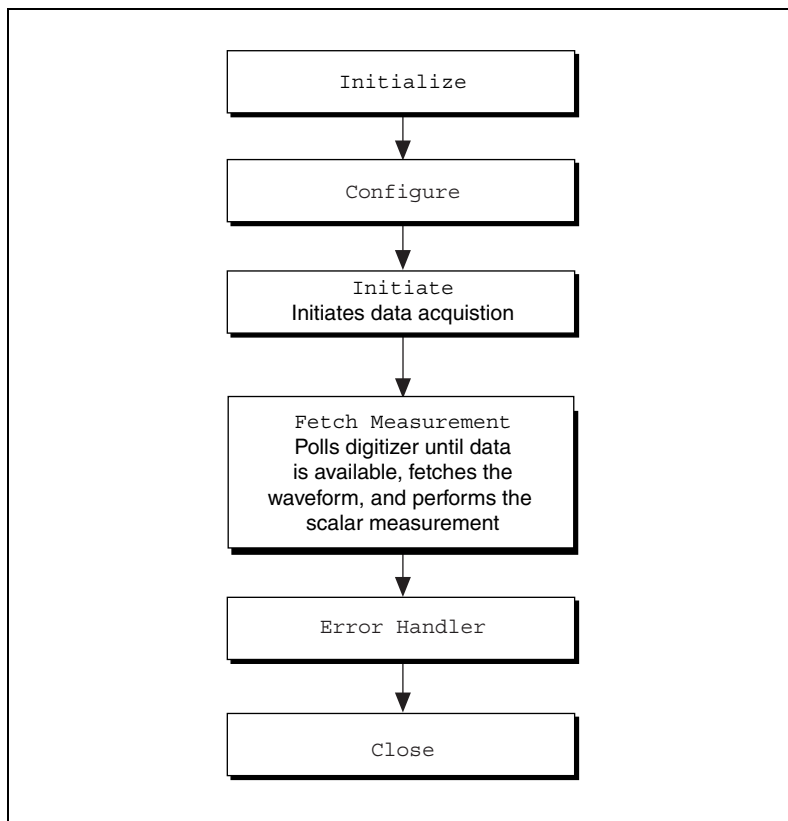 Initialize
Configure
Initiate
Initiates data acquistion
Fetch Measurement
Polls digitizer until data
is available, fetches the
waveform, and performs the
scalar measurement
Error Handler
Close